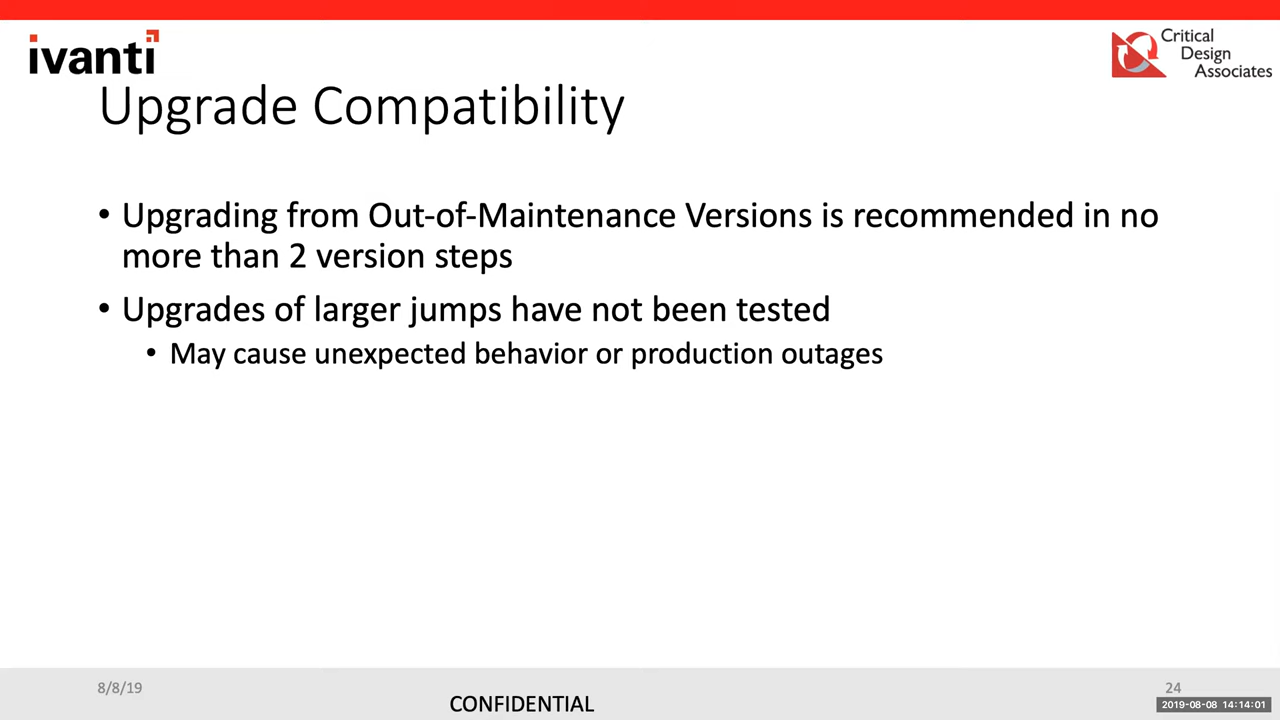 ivanti
Critical
Design
Associates
Upgrade Compatibility
• Upgrading from Out-of-Maintenance Versions is recommended in no
more than 2 version steps
• Upgrades of larger jumps have not been tested
• May cause unexpected behavior or production outages
8/8/19
CONFIDENTIAL
24
2019-08-08 14:14:01